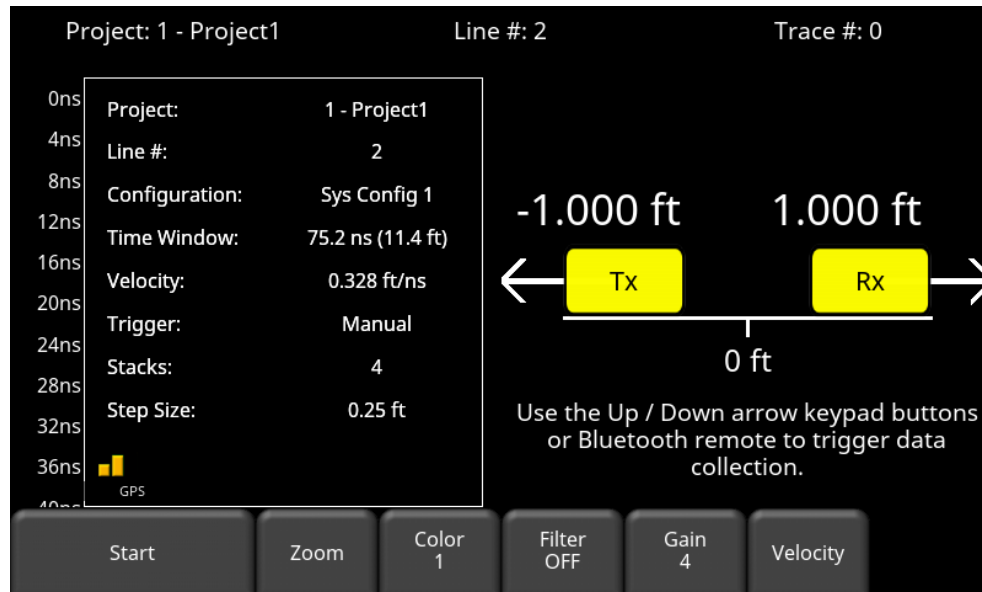 Project: 1 - Project1 Line #: 2 Trace #: 0
0ns
4ns
8ns
12ns
16ns
20ns
24ns
28ns
32ns
36ns
40ns
Project: 1 - Project1
Line #: 2
Configuration: Sys Config 1
Time Window: 75.2 ns (11.4 ft)
Velocity: 0.328 ft/ns
Trigger: Manual
Stacks: 4
Step Size: 0.25 ft
GPS
-1.000 ft 1.000 ft
Tx Rx
0 ft
Use the Up / Down arrow keypad buttons
or Bluetooth remote to trigger data
collection.
Start
Zoom
Color
1
Filter
OFF
Gain
4
Velocity